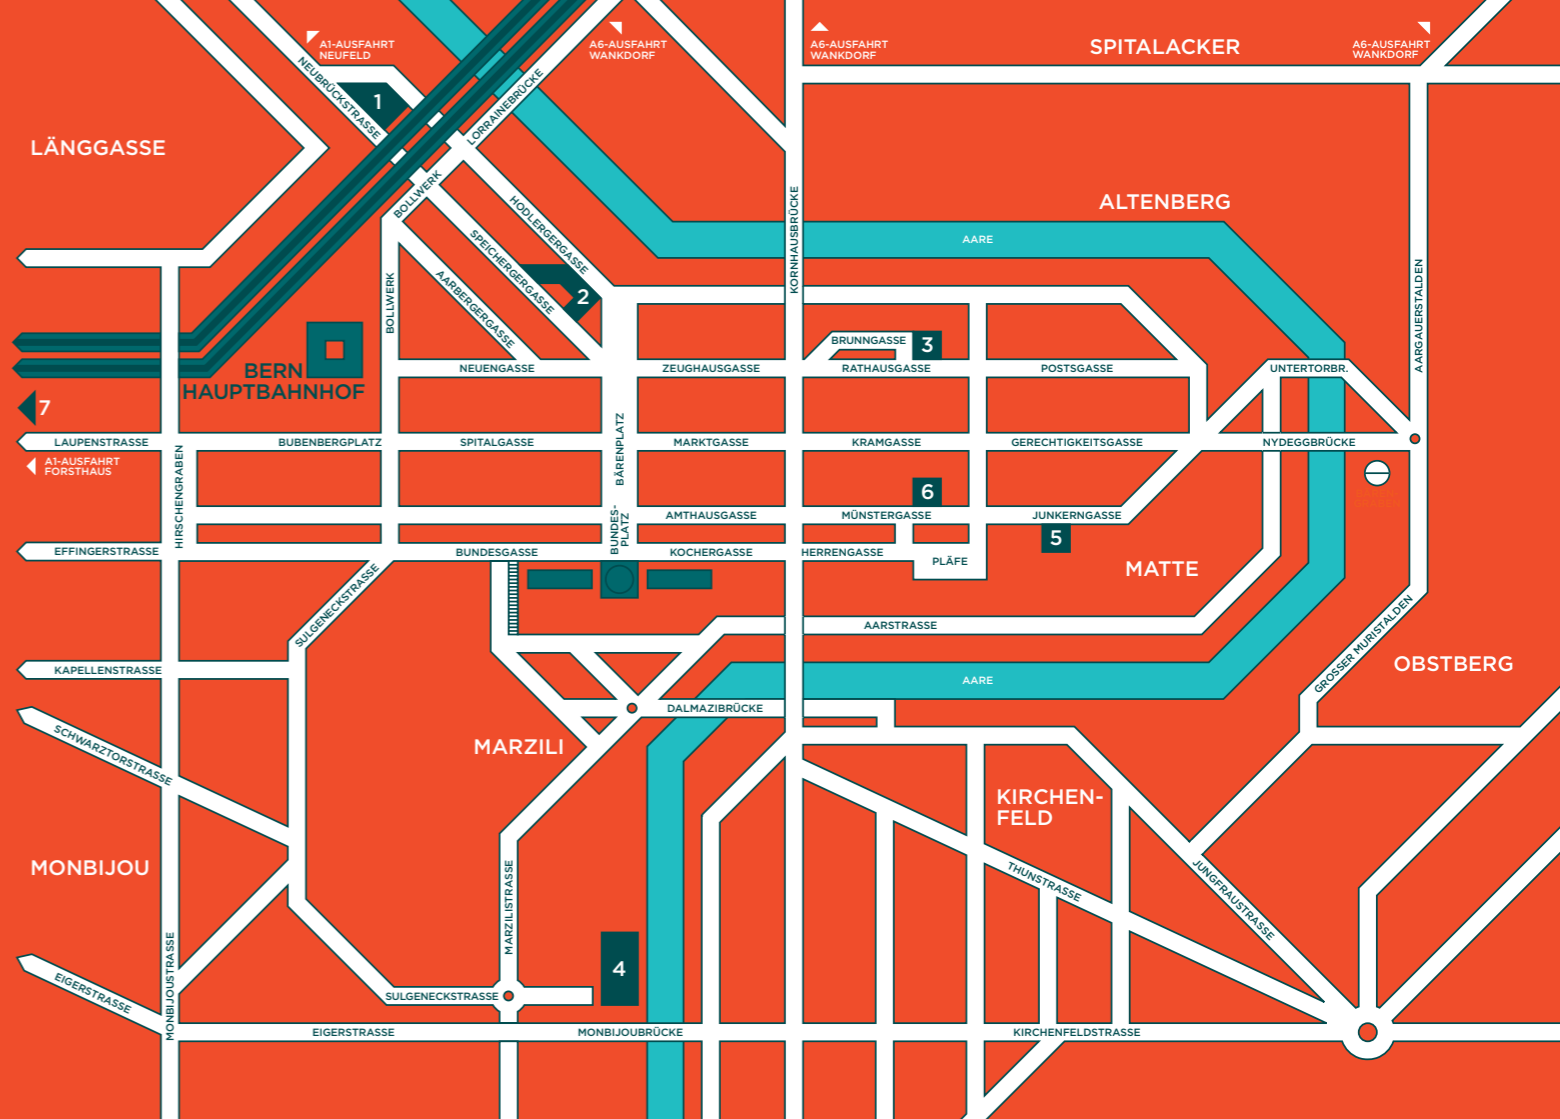 A1-AUSFAHRT
NEUFELD
A6-AUSFAHRT
WANKDORF
A6-AUSFAHRT
WANKDORF
SPITALACKER
A6-AUSFAHRT
WANKDORF
NEUBRÜCKSTRASSE
1
LORRAINEBRÜCKE
LÄNGGASSE
BOLLWERK
HODLERGERGASSE
ALTENBERG
KORNHAUSBRÜCKE
AARE
SPEICHERGERGASSE
AARBERGERGASSE
BOLLWERK
2
AARGAUERSTALDEN
BRUNNGASSE
3
BERN
HAUPTBAHNHOF
NEUENGASSE
ZEUGHAUSGASSE
RATHAUSGASSE
POSTSGASSE
UNTERTORBR.
7
LAUPENSTRASSE
BUBENBERGPLATZ
SPITALGASSE
BÄRENPLATZ
MARKTGASSE
KRAMGASSE
GERECHTIGKEITSGASSE
NYDEGGBRÜCKE
A1-AUSFAHRT
FORSTHAUS
HIRSCHENGRABEN
6
BUNDES-
PLATZ
AMTHAUSGASSE
MÜNSTERGASSE
JUNKERNGASSE
5
EFFINGERSTRASSE
BUNDESGASSE
KOCHERGASSE
HERRENGASSE
PLÄFE
MATTE
SULGENECKSTRASSE
AARSTRASSE
GROSSER MURISTALDEN
OBSTBERG
KAPELLENSTRASSE
AARE
DALMAZIBRÜCKE
SCHWARZTORSTRASSE
MARZILI
KIRCHEN-
FELD
MONBIJOU
THUNSTRASSE
JUNGFRAUSTRASSE
MARZILISTRASSE
MONBIJOUSTRASSE
4
EIGERSTRASSE
SULGENECKSTRASSE
EIGERSTRASSE
MONBIJOUBRÜCKE
KIRCHENFELDSTRASSE